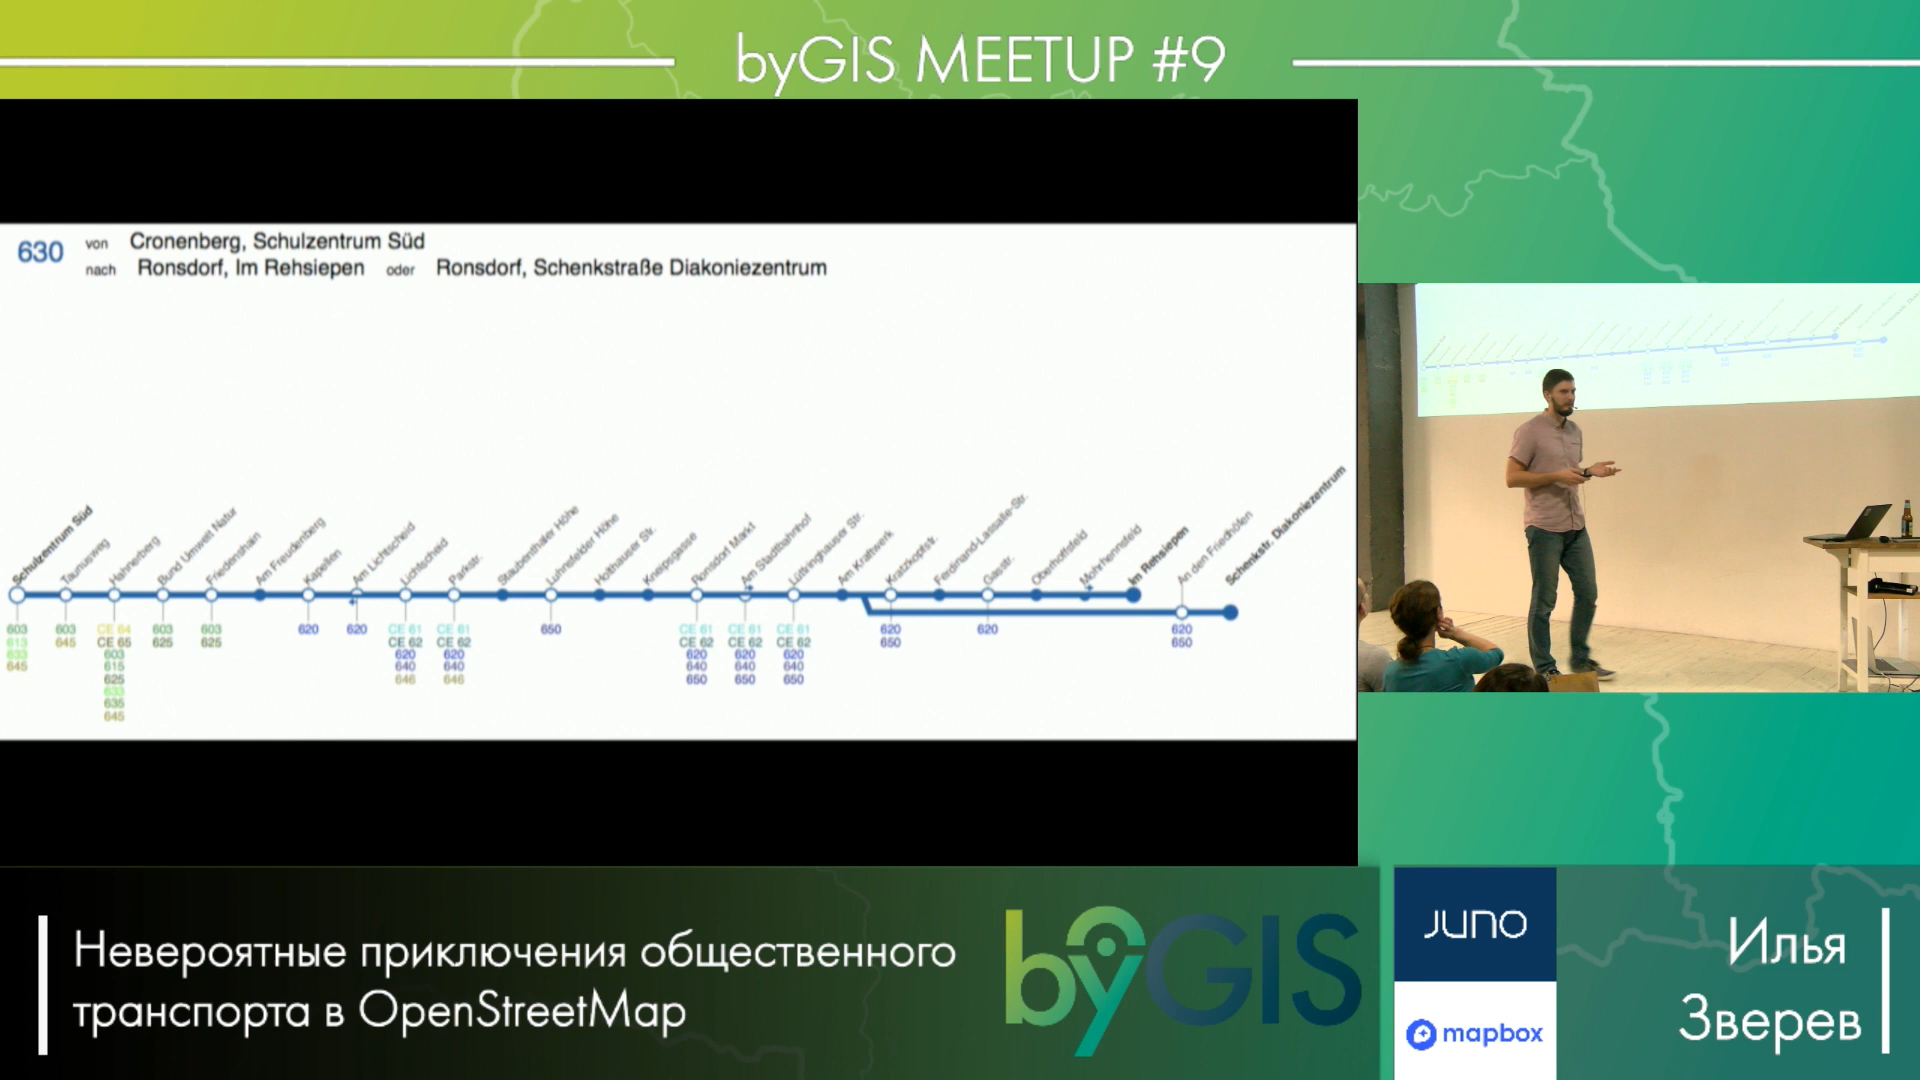 byGIS MEETUP #9
630 von Cronenberg, Schulzentrum Süd
nach Ronsdorf, Im Rehsiepen oder Ronsdorf, Schenkstraße Diakoniezentrum
Schulzentrum Süd
Taunusweg
Hahnerberg
Bund Umwelt Natur
Friedenshain
Am Freudenberg
Kapellen
Am Lichtscheid
Lichtscheid
Parkstr.
Staubenthaler Höhe
Luhnsfelder Höhe
Holthauser Str.
Kneipsgasse
Ronsdorf Markt
Am Stadtbahnhof
Lüttringhauser Str.
Am Kraftwerk
Kratzkopfstr.
Ferdinand-Lassalle-Str.
Gasstr.
Oberhoffsfeld
Mohrhennsfeld
Im Rehsiepen
An den Friedhöfen
Schenkstr. Diakoniezentrum
603 603 CE 64 603 603 620 620 CE 61 CE 61 650 CE 61 CE 61 CE 61 620 620 620
613 645 CE 65 625 625 CE 62 CE 62 CE 62 CE 62 CE 62 650 650
633 603 620 620 620 620 620
645 615 640 640 640 640 640
625 646 646 650 650 650
633
635
645
Невероятные приключения общественного
транспорта в OpenStreetMap
byGIS
JUNO
mapbox
Илья
Зверев